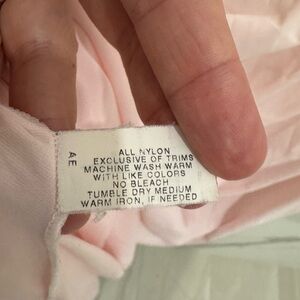 AE
ALL NYLON
EXCLUSIVE OF TRIMS
MACHINE WASH WARM
WITH LIKE COLORS
NO BLEACH
TUMBLE DRY MEDIUM
WARM IRON, IF NEEDED